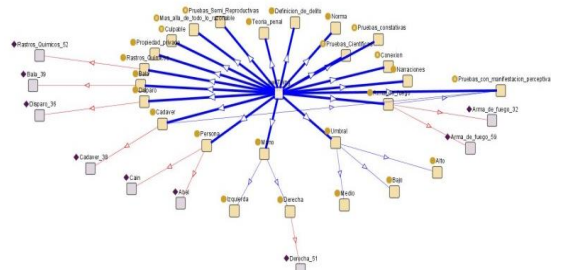 Pruebas_Semi_Reproductivas
Definicion_de_delito
Mas_alla_de_todo_lo_razonable
Culpable
Teoria_penal
Norma
Pruebas_constativas
Propiedad_privada
Pruebas_Cientificas
Rastros_Quimicos_52
Rastros_Quimicos
Conexion
Narraciones
Bala_39
Bala
Pruebas_con_manifestacion_perceptiva
Disparo_36
Disparo
Cadaver
Arma_de_fuego_32
Persona
Mano
Umbral
Arma_de_fuego_59
Cadaver_38
Alto
Cain
Abel
Bajo
Izquierda
Derecha
Medio
Derecha_51